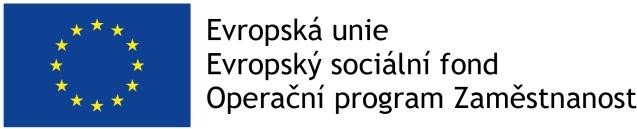 Evropská unie
Evropský sociální fond
Operační program Zaměstnanost